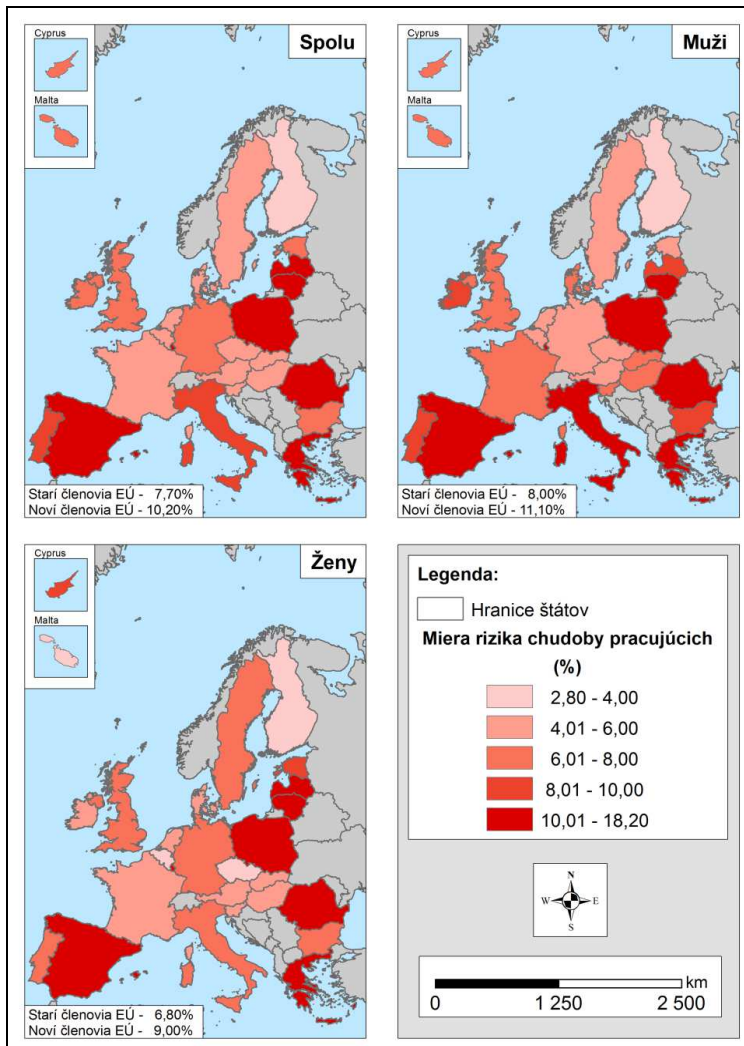 Cyprus
Spolu
Malta
Starí členovia EÚ - 7,70%
Noví členovia EÚ - 10,20%
Cyprus
Muži
Malta
Starí členovia EÚ - 8,00%
Noví členovia EÚ - 11,10%
Cyprus
Ženy
Malta
Starí členovia EÚ - 6,80%
Noví členovia EÚ - 9,00%
Legenda:
Hranice štátov
Miera rizika chudoby pracujúcich
(%)
2,80 - 4,00
4,01 - 6,00
6,01 - 8,00
8,01 - 10,00
10,01 - 18,20
N
W E
S
km
0 1 250 2 500